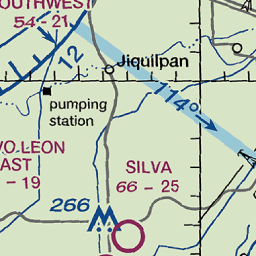 SOUTHWEST
54 - 21
12
Jiquilpan
114°
pumping
station
VO LEON
AST
- 19
SILVA
66 - 25
266